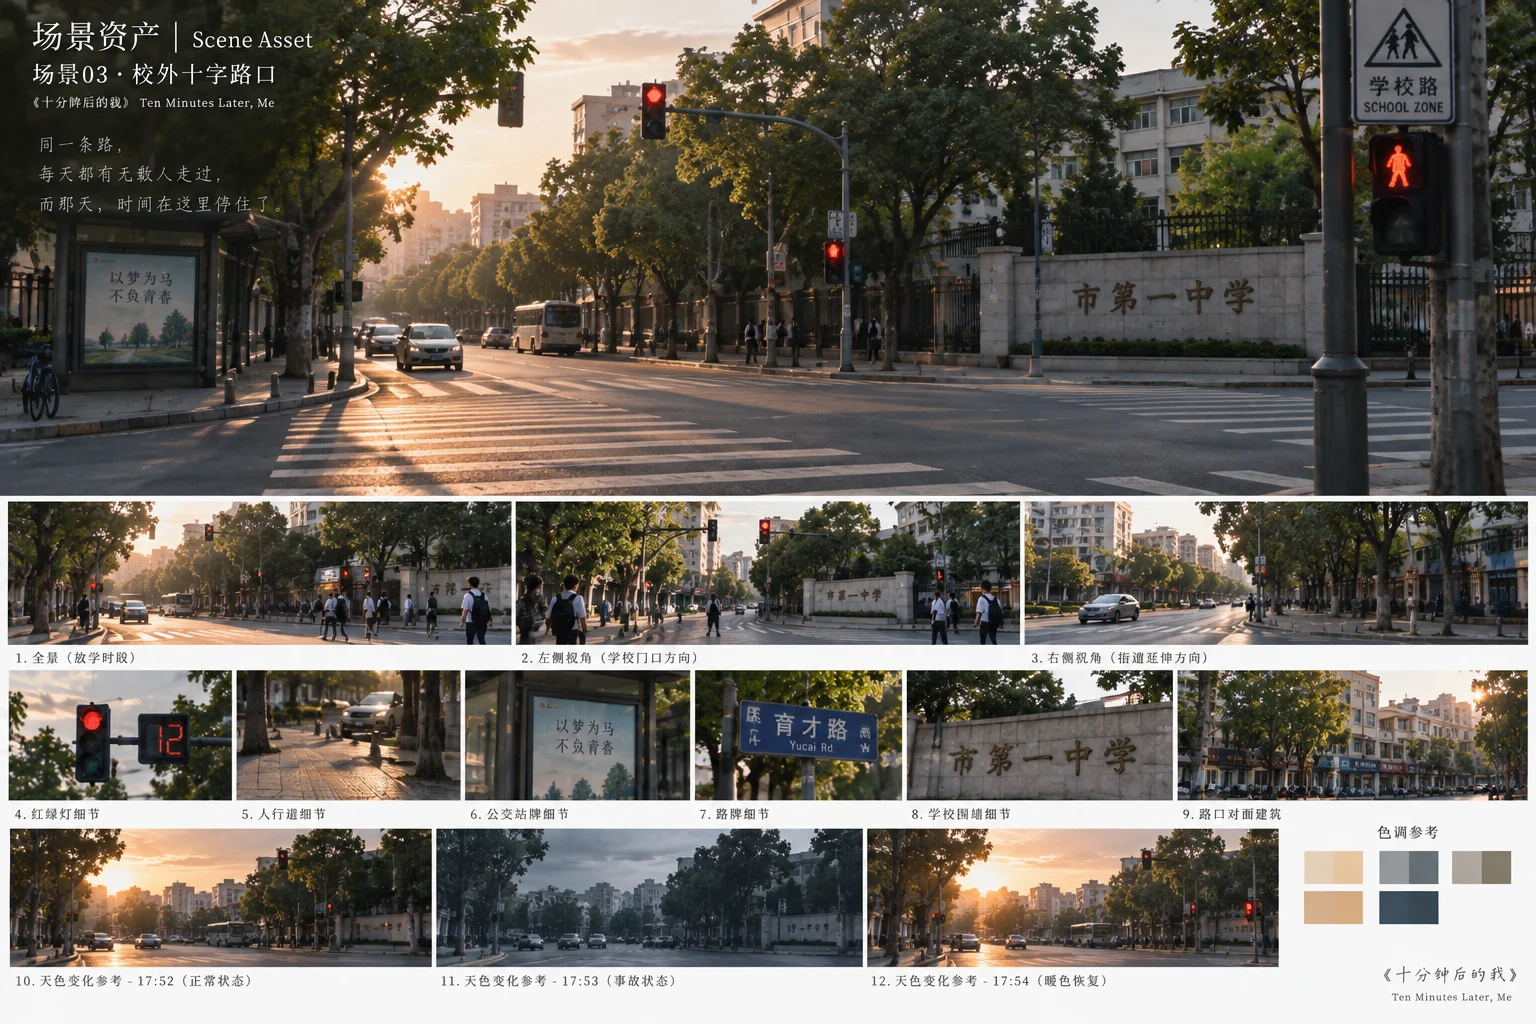 场景资产 | Scene Asset
场景03 · 校外十字路口
《十分钟后的我》 Ten Minutes Later, Me
同一条路，
每天都有无数人走过，
而那天，时间在这里停住了。
以梦为马
不负青春
市第一中学
学校路
SCHOOL ZONE
1. 全景（放学时段）
2. 左侧视角（学校门口方向）
市第一中学
3. 右侧视角（街道延伸方向）
12
4. 红绿灯细节
5. 人行道细节
以梦为马
不负青春
6. 公交站牌细节
育才路
Yucai Rd.
7. 路牌细节
市第一中学
8. 学校围墙细节
9. 路口对面建筑
色调参考
10. 天色变化参考 - 17:52（正常状态）
11. 天色变化参考 - 17:53（事故状态）
12. 天色变化参考 - 17:54（暖色恢复）
《十分钟后的我》
Ten Minutes Later, Me